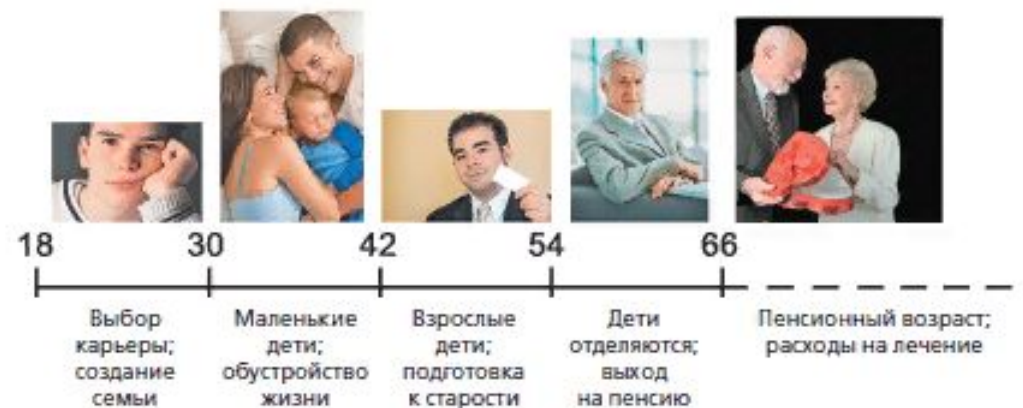 18 30 42 54 66
Выбор
карьеры;
создание
семьи
Маленькие
дети;
обустройство
жизни
Взрослые
дети;
подготовка
к старости
Дети
отделяются;
выход
на пенсию
Пенсионный возраст;
расходы на лечение